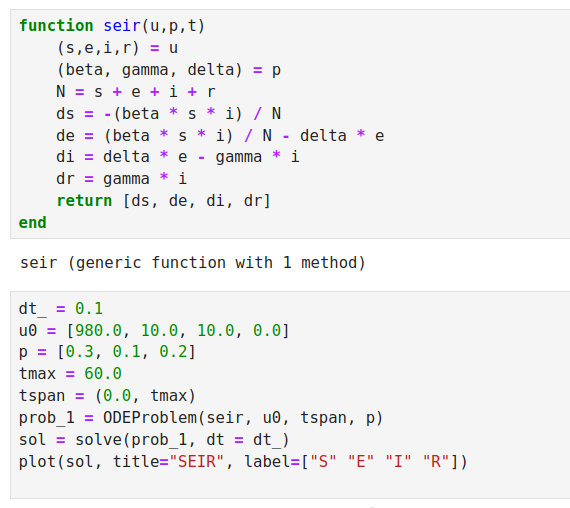 function seir(u,p,t)
    (s,e,i,r) = u
    (beta, gamma, delta) = p
    N = s + e + i + r
    ds = -(beta * s * i) / N
    de = (beta * s * i) / N - delta * e
    di = delta * e - gamma * i
    dr = gamma * i
    return [ds, de, di, dr]
end
seir (generic function with 1 method)
dt_ = 0.1
u0 = [980.0, 10.0, 10.0, 0.0]
p = [0.3, 0.1, 0.2]
tmax = 60.0
tspan = (0.0, tmax)
prob_1 = ODEProblem(seir, u0, tspan, p)
sol = solve(prob_1, dt = dt_)
plot(sol, title="SEIR", label=["S" "E" "I" "R"])